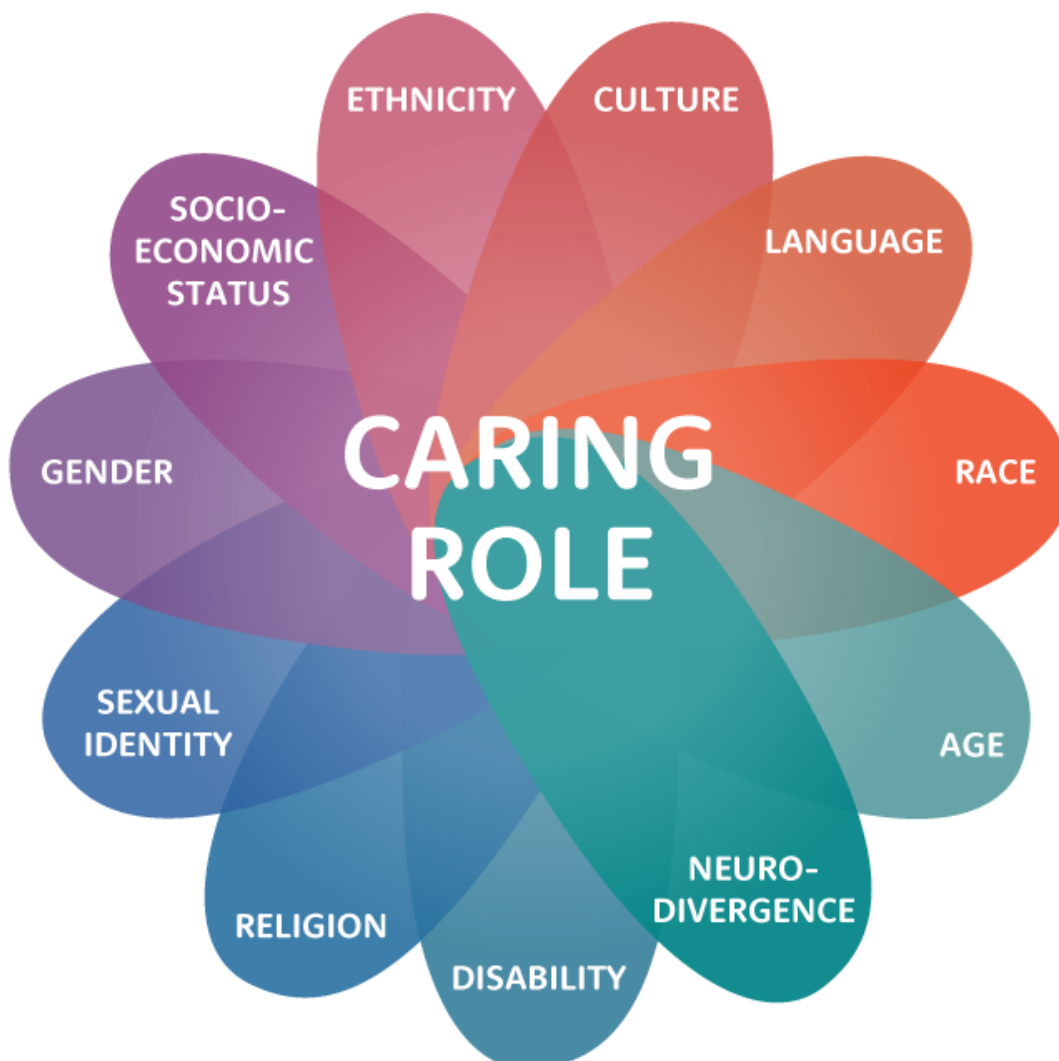 ETHNICITY
CULTURE
SOCIO-
ECONOMIC
STATUS
LANGUAGE
GENDER
CARING
ROLE
RACE
SEXUAL
IDENTITY
AGE
NEURO-
DIVERGENCE
RELIGION
DISABILITY